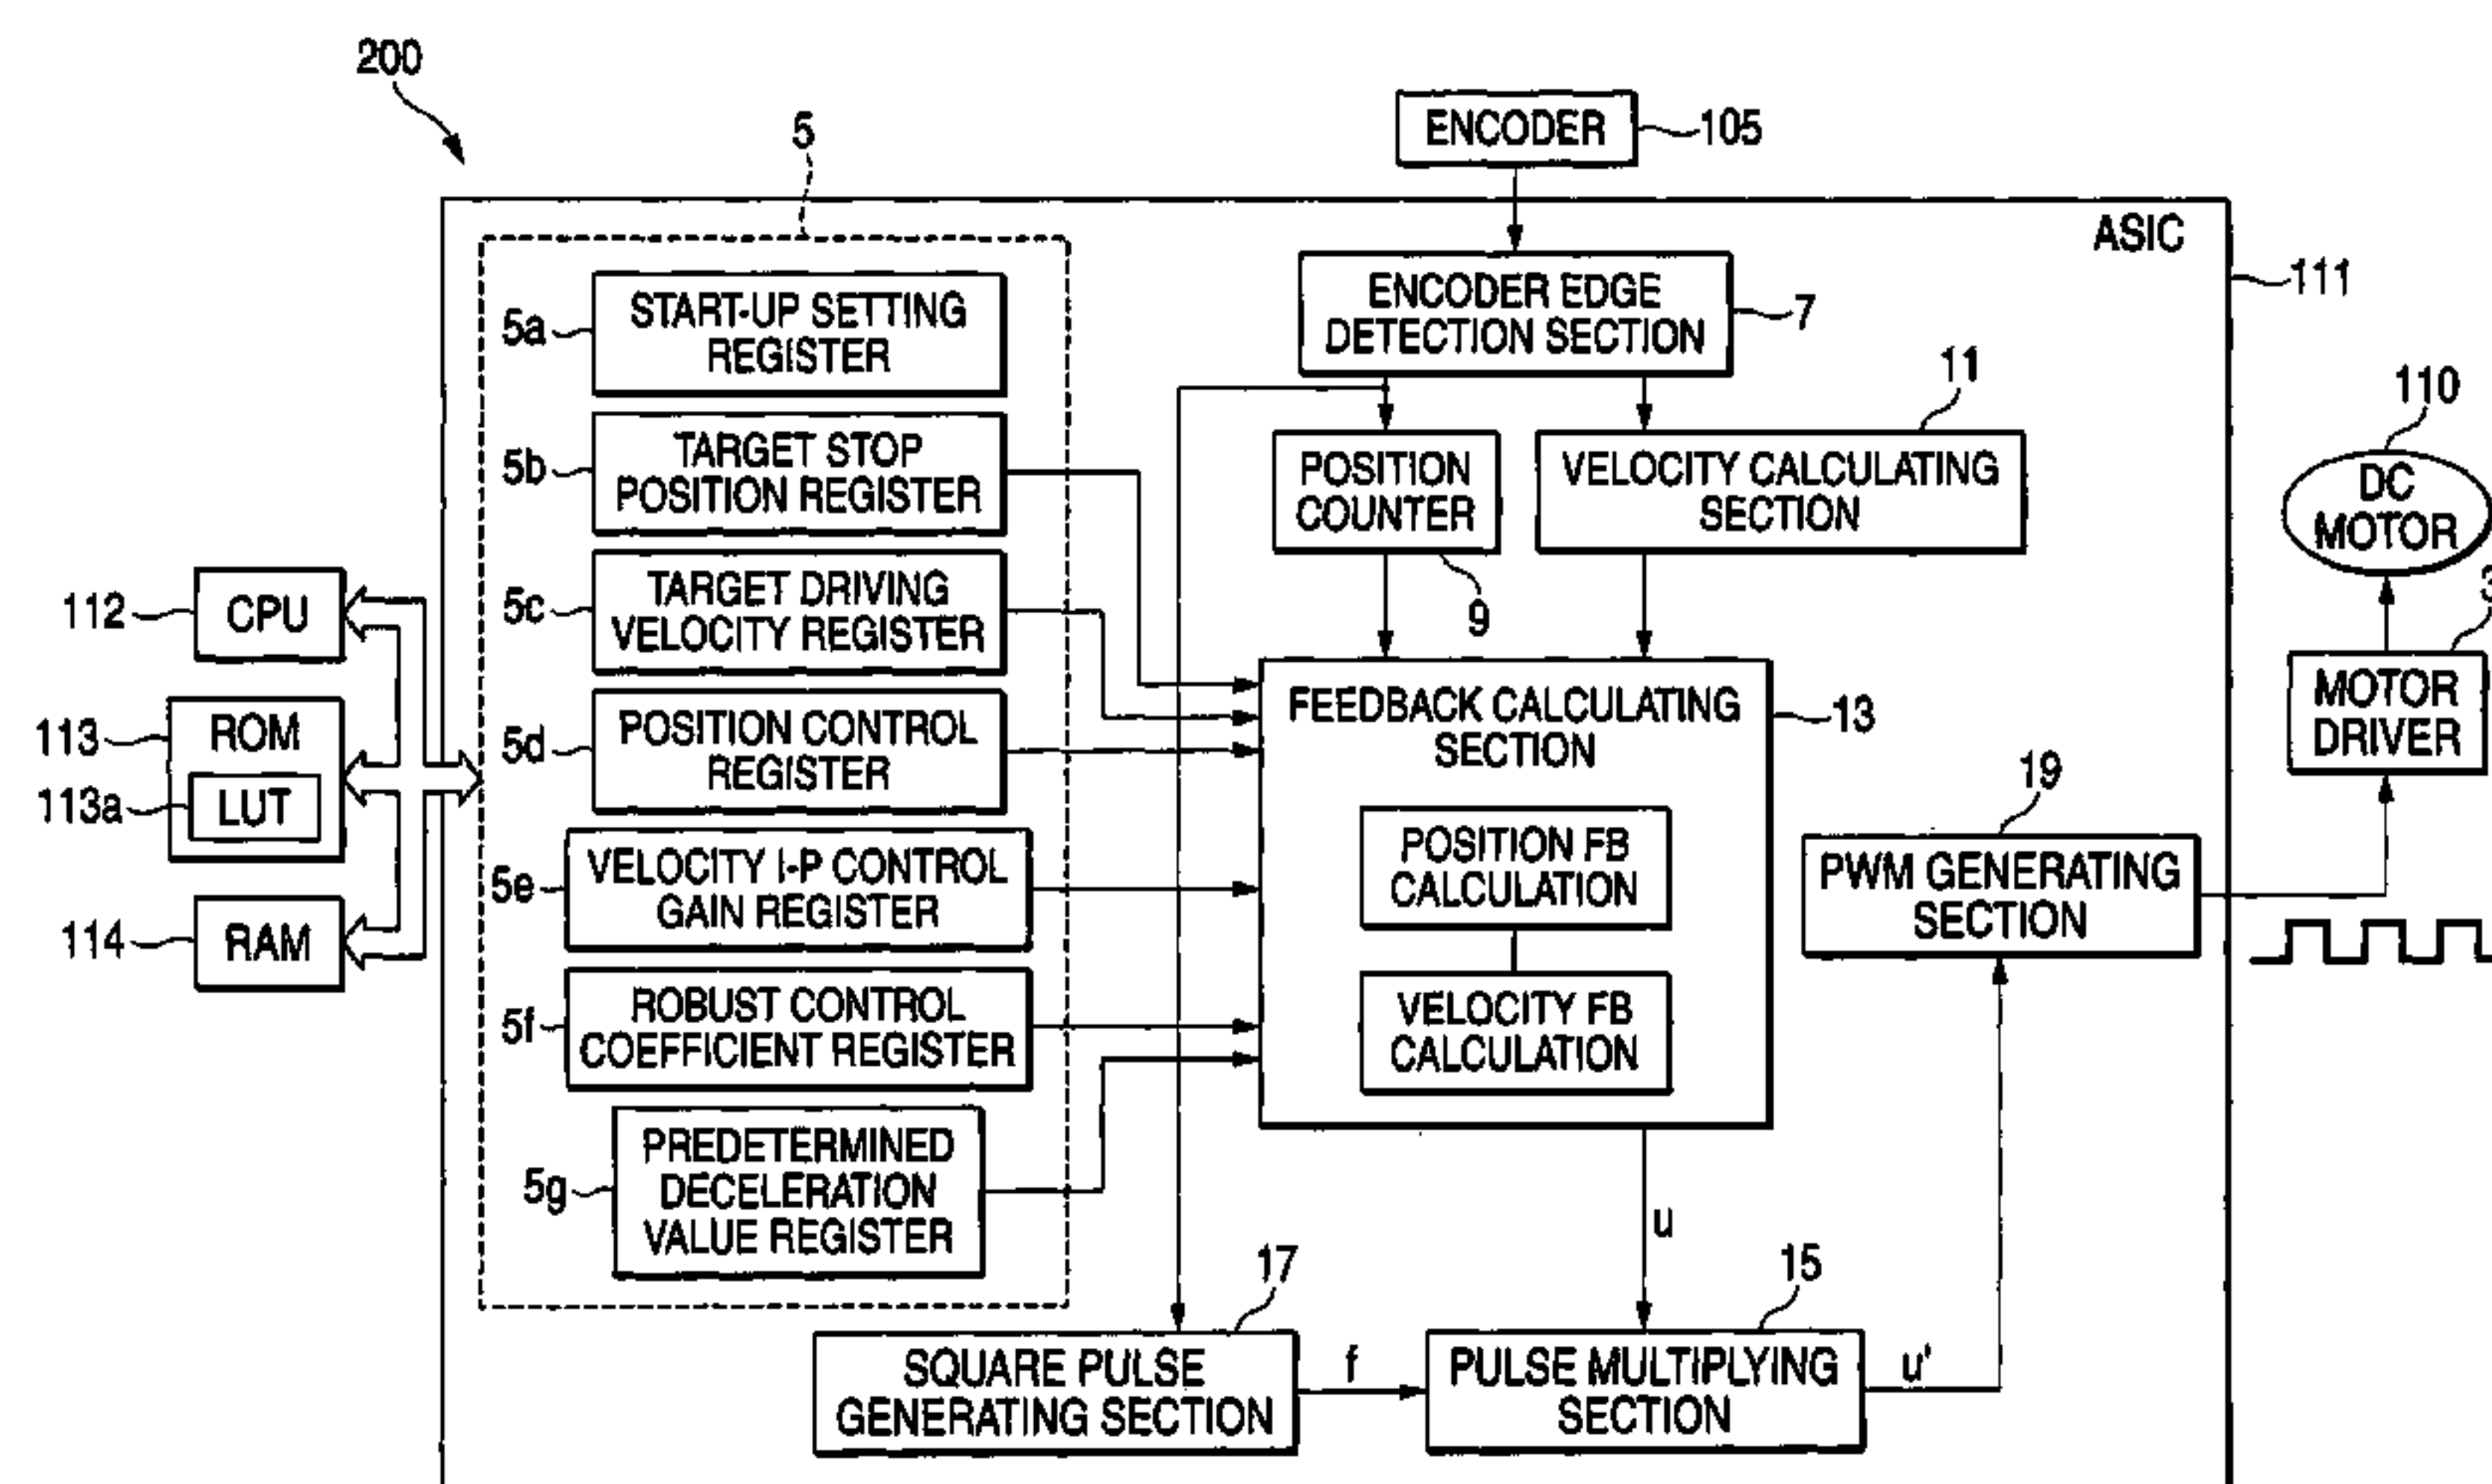 200
5
ENCODER
105
ASIC
111
5a
START-UP SETTING
REGISTER
ENCODER EDGE
DETECTION SECTION
7
5b
TARGET STOP
POSITION REGISTER
POSITION
COUNTER
9
11
VELOCITY CALCULATING
SECTION
110
DC
MOTOR
5c
TARGET DRIVING
VELOCITY REGISTER
112
CPU
113
ROM
113a
LUT
114
RAM
5d
POSITION CONTROL
REGISTER
FEEDBACK CALCULATING
SECTION
13
3
MOTOR
DRIVER
5e
VELOCITY I-P CONTROL
GAIN REGISTER
POSITION FB
CALCULATION
19
PWM GENERATING
SECTION
5f
ROBUST CONTROL
COEFFICIENT REGISTER
VELOCITY FB
CALCULATION
5g
PREDETERMINED
DECELERATION
VALUE REGISTER
u
17
SQUARE PULSE
GENERATING SECTION
f
15
PULSE MULTIPLYING
SECTION
u'